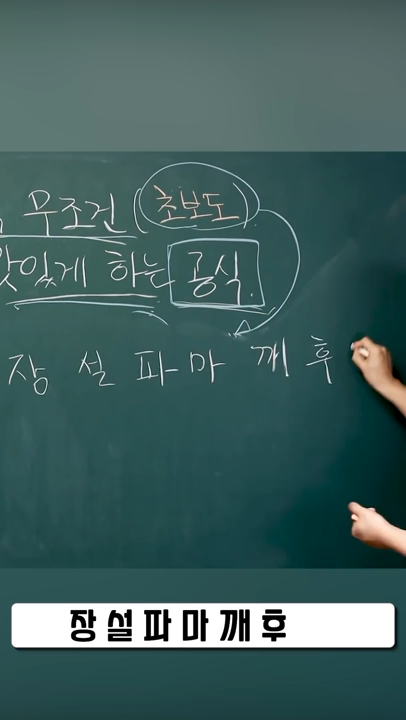 무조건 (초보도)
맛있게 하는 공식.
장 설 파 마 깨 후
장 설 파 마 깨 후